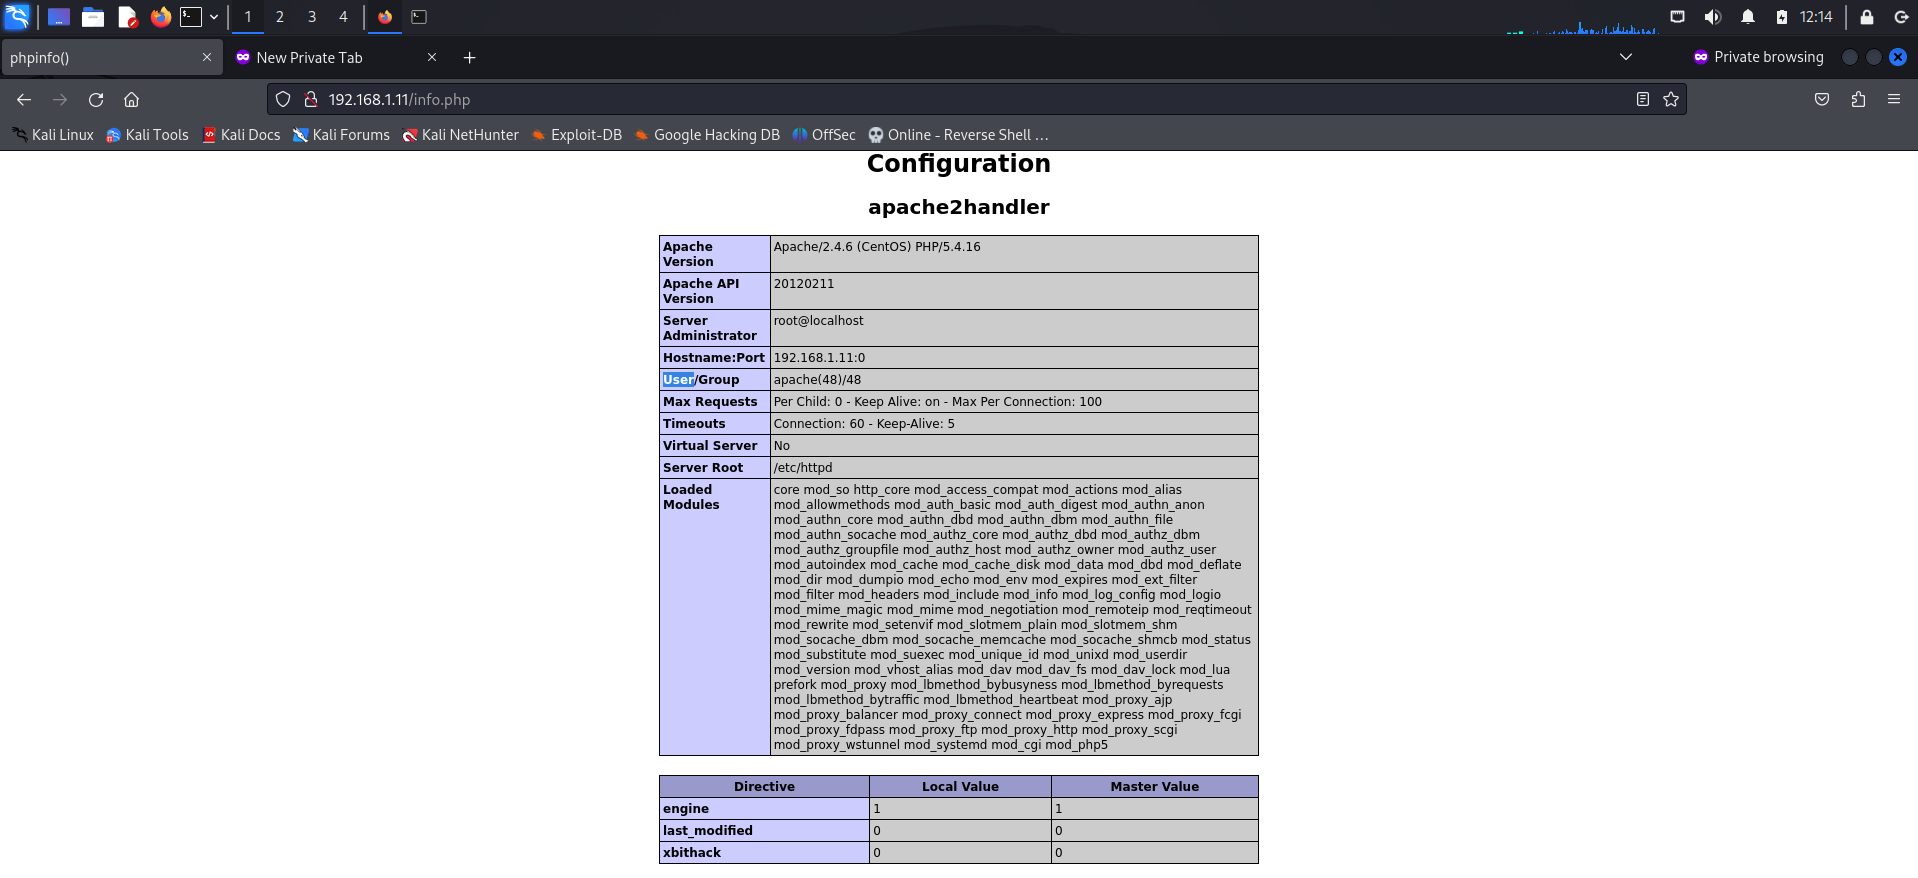 1 2 3 4 12:14
phpinfo() New Private Tab Private browsing
192.168.1.11/info.php
Kali Linux Kali Tools Kali Docs Kali Forums Kali NetHunter Exploit-DB Google Hacking DB OffSec Online - Reverse Shell …
Configuration
apache2handler
Apache
Version
Apache/2.4.6 (CentOS) PHP/5.4.16
Apache API
Version
20120211
Server
Administrator
root@localhost
Hostname:Port 192.168.1.11:0
User/Group apache(48)/48
Max Requests Per Child: 0 - Keep Alive: on - Max Per Connection: 100
Timeouts Connection: 60 - Keep-Alive: 5
Virtual Server No
Server Root /etc/httpd
Loaded
Modules
core mod_so http_core mod_access_compat mod_actions mod_alias
mod_allowmethods mod_auth_basic mod_auth_digest mod_authn_anon
mod_authn_core mod_authn_dbd mod_authn_dbm mod_authn_file
mod_authn_socache mod_authz_core mod_authz_dbd mod_authz_dbm
mod_authz_groupfile mod_authz_host mod_authz_owner mod_authz_user
mod_autoindex mod_cache mod_cache_disk mod_data mod_dbd mod_deflate
mod_dir mod_dumpio mod_echo mod_env mod_expires mod_ext_filter
mod_filter mod_headers mod_include mod_info mod_log_config mod_logio
mod_mime_magic mod_mime mod_negotiation mod_remoteip mod_reqtimeout
mod_rewrite mod_setenvif mod_slotmem_plain mod_slotmem_shm
mod_socache_dbm mod_socache_memcache mod_socache_shmcb mod_status
mod_substitute mod_suexec mod_unique_id mod_unixd mod_userdir
mod_version mod_vhost_alias mod_dav mod_dav_fs mod_dav_lock mod_lua
prefork mod_proxy mod_lbmethod_bybusyness mod_lbmethod_byrequests
mod_lbmethod_bytraffic mod_lbmethod_heartbeat mod_proxy_ajp
mod_proxy_balancer mod_proxy_connect mod_proxy_express mod_proxy_fcgi
mod_proxy_fdpass mod_proxy_ftp mod_proxy_http mod_proxy_scgi
mod_proxy_wstunnel mod_systemd mod_cgi mod_php5
Directive Local Value Master Value
engine 1 1
last_modified 0 0
xbithack 0 0